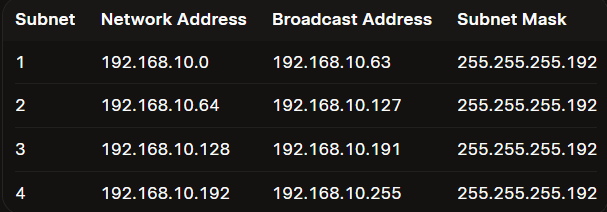 Subnet Network Address Broadcast Address Subnet Mask
1 192.168.10.0 192.168.10.63 255.255.255.192
2 192.168.10.64 192.168.10.127 255.255.255.192
3 192.168.10.128 192.168.10.191 255.255.255.192
4 192.168.10.192 192.168.10.255 255.255.255.192